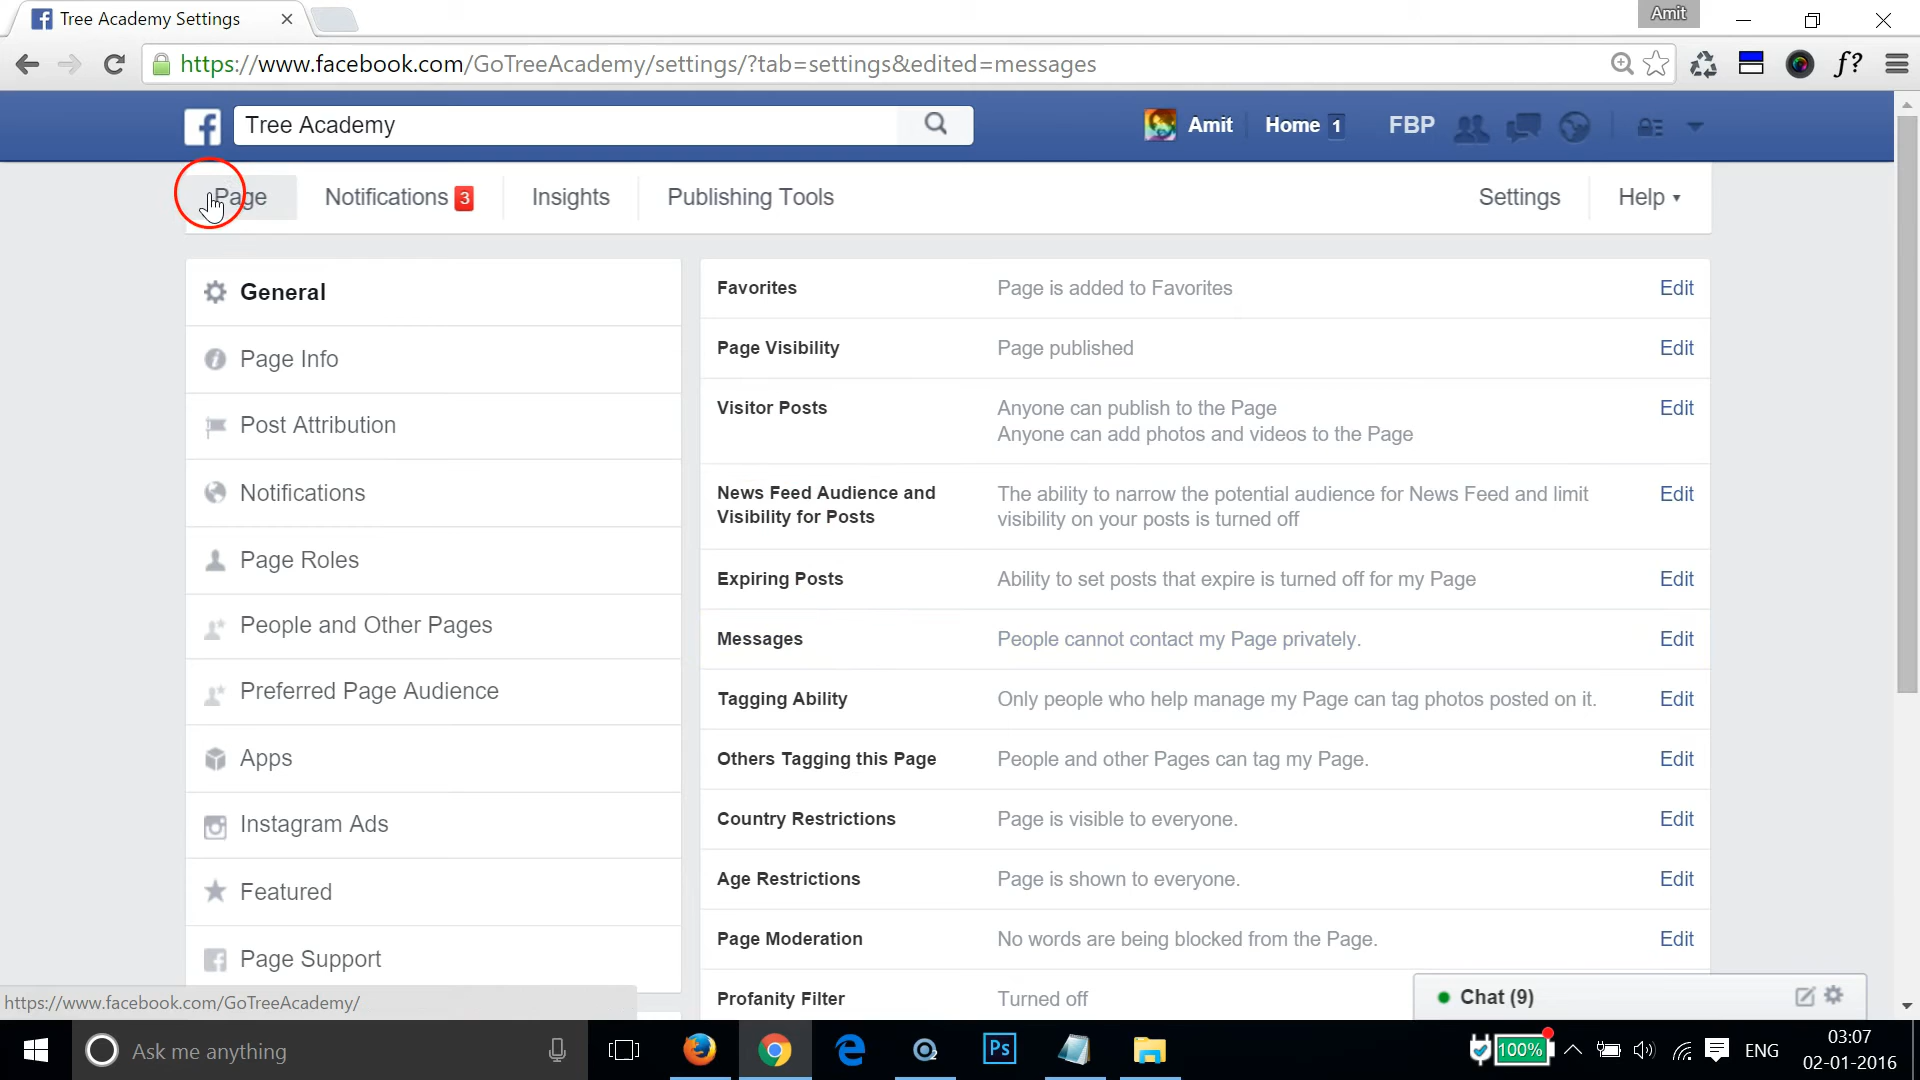 Tree Academy Settings
Amit
https://www.facebook.com/GoTreeAcademy/settings/?tab=settings&edited=messages
f?
f
Tree Academy
Amit
Home 1
FBP
Page
Notifications 3
Insights
Publishing Tools
Settings
Help
General
Page Info
Post Attribution
Notifications
Page Roles
People and Other Pages
Preferred Page Audience
Apps
Instagram Ads
Featured
Page Support
Favorites
Page is added to Favorites
Edit
Page Visibility
Page published
Edit
Visitor Posts
Anyone can publish to the Page
Anyone can add photos and videos to the Page
Edit
News Feed Audience and
Visibility for Posts
The ability to narrow the potential audience for News Feed and limit
visibility on your posts is turned off
Edit
Expiring Posts
Ability to set posts that expire is turned off for my Page
Edit
Messages
People cannot contact my Page privately.
Edit
Tagging Ability
Only people who help manage my Page can tag photos posted on it.
Edit
Others Tagging this Page
People and other Pages can tag my Page.
Edit
Country Restrictions
Page is visible to everyone.
Edit
Age Restrictions
Page is shown to everyone.
Edit
Page Moderation
No words are being blocked from the Page.
Edit
Profanity Filter
Turned off
Chat (9)
https://www.facebook.com/GoTreeAcademy/
Ask me anything
Ps
100%
ENG
03:07
02-01-2016